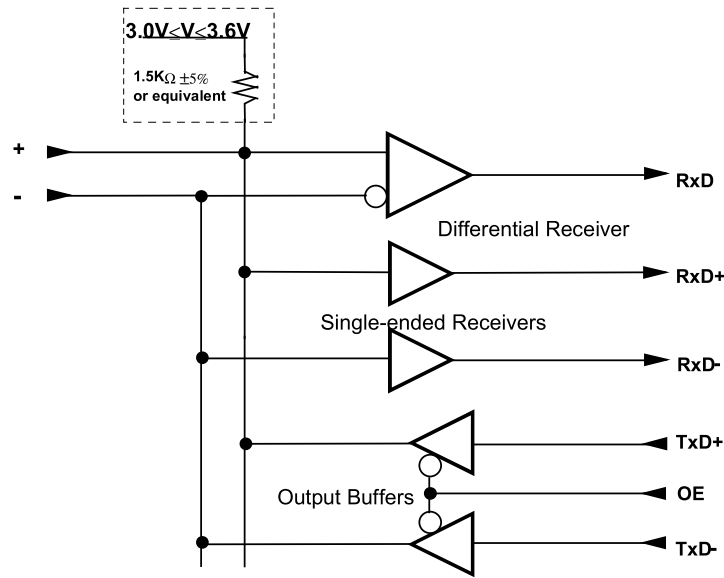 3.0V≤V≤3.6V
1.5KΩ ±5%
or equivalent
+
-
RxD
Differential Receiver
RxD+
Single-ended Receivers
RxD-
TxD+
Output Buffers
OE
TxD-